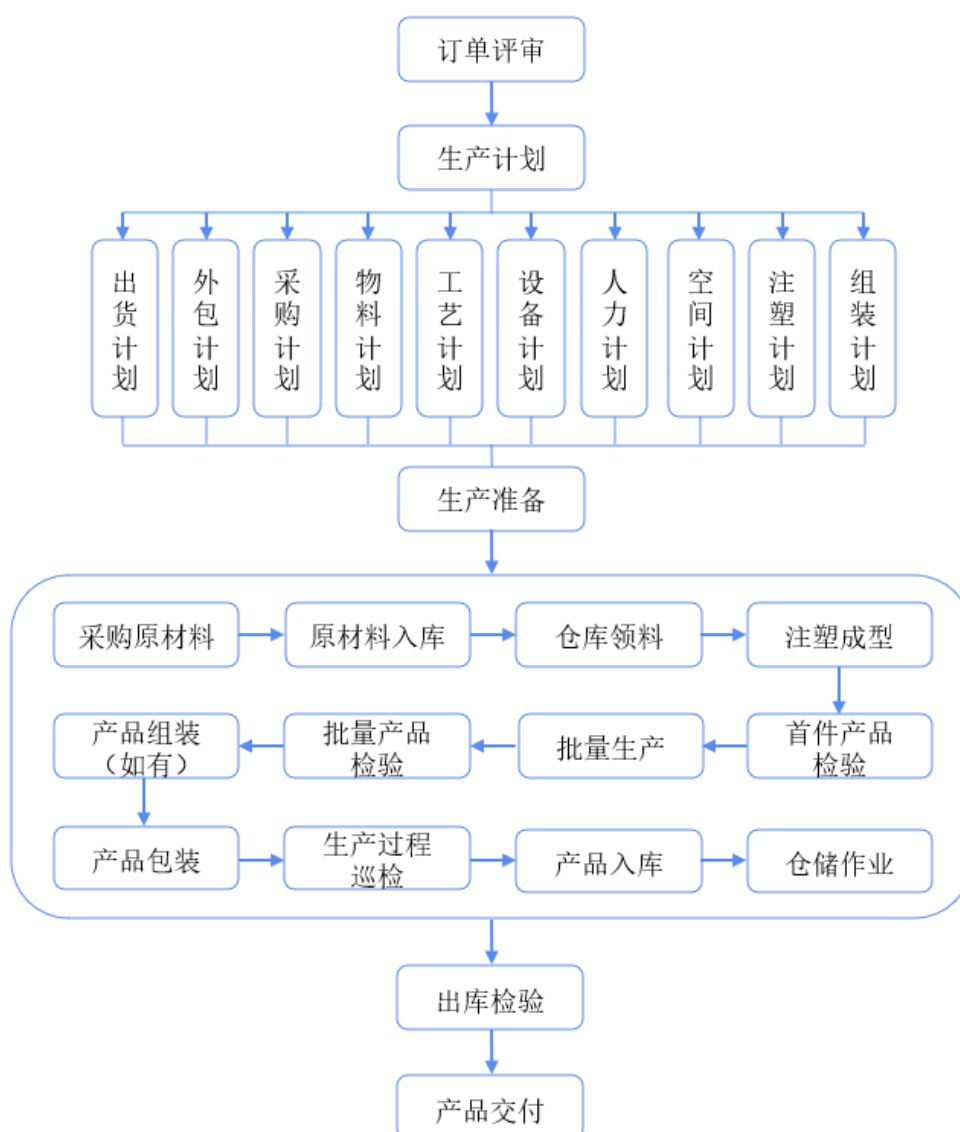 订单评审
生产计划
出货计划
外包计划
采购计划
物料计划
工艺计划
设备计划
人力计划
空间计划
注塑计划
组装计划
生产准备
采购原材料
原材料入库
仓库领料
注塑成型
首件产品
检验
批量生产
批量产品
检验
产品组装
（如有）
产品包装
生产过程
巡检
产品入库
仓储作业
出库检验
产品交付